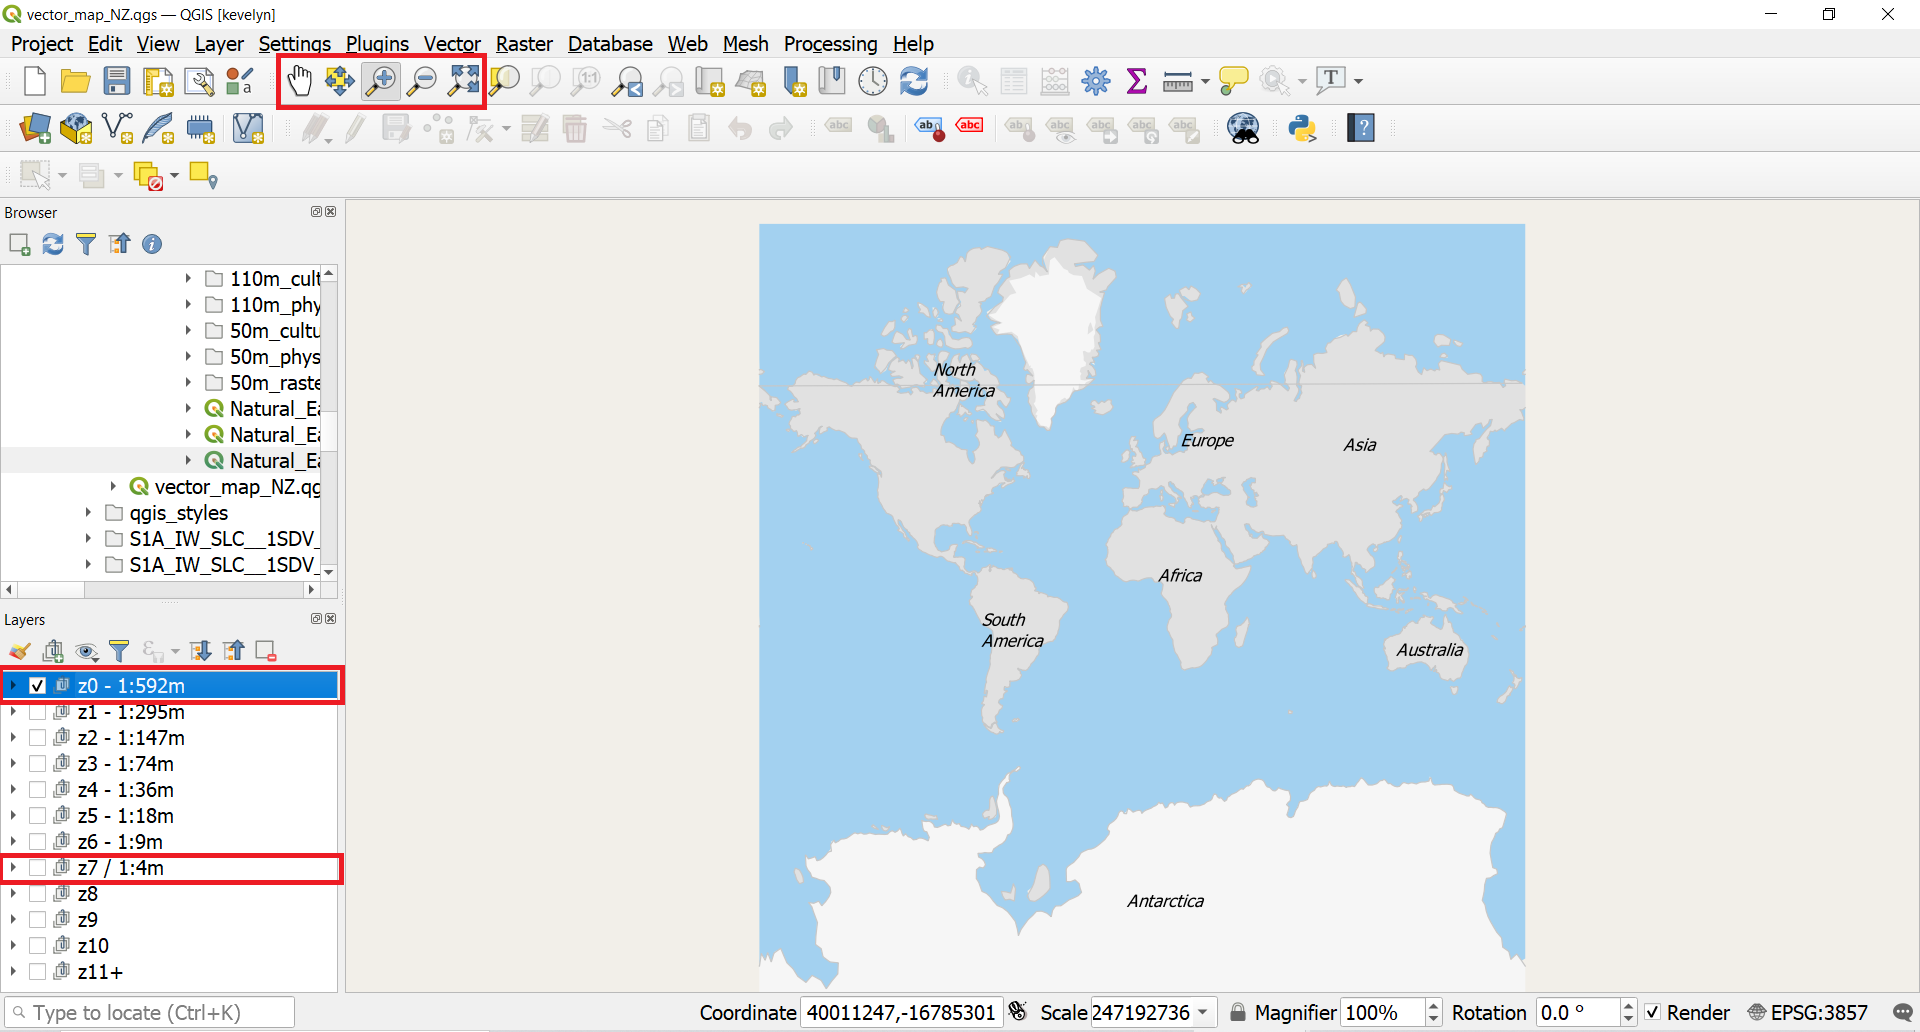 vector_map_NZ.qgs — QGIS [kevelyn]
Project Edit View Layer Settings Plugins Vector Raster Database Web Mesh Processing Help
Browser
110m_cult
110m_phy
50m_cultu
50m_phys
50m_raste
Natural_Ea
Natural_Ea
Natural_Ea
vector_map_NZ.qg
qgis_styles
S1A_IW_SLC__1SDV_
S1A_IW_SLC__1SDV_
Layers
z0 - 1:592m
z1 - 1:295m
z2 - 1:147m
z3 - 1:74m
z4 - 1:36m
z5 - 1:18m
z6 - 1:9m
z7 / 1:4m
z8
z9
z10
z11+
North
America
Europe
Asia
Africa
South
America
Australia
Antarctica
Type to locate (Ctrl+K)
Coordinate 40011247,-16785301 Scale 247192736 Magnifier 100% Rotation 0.0 ° Render EPSG:3857